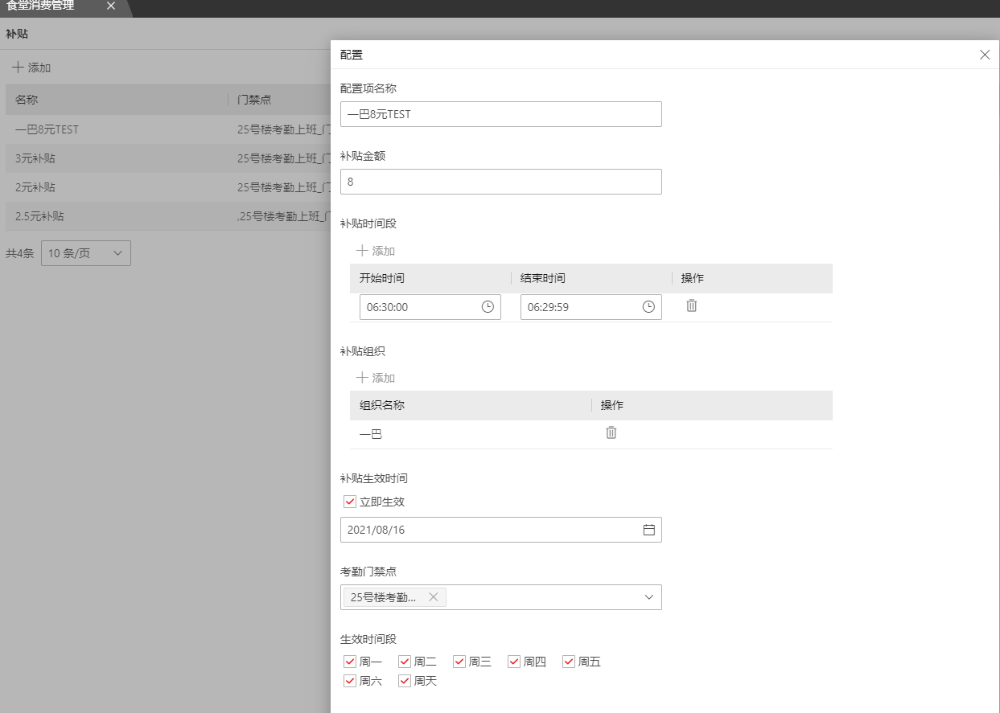 食堂消费管理
补贴
添加
名称 门禁点
一巴8元TEST 25号楼考勤上班_门
3元补贴 25号楼考勤上班_门
2元补贴 25号楼考勤上班_门
2.5元补贴 ,25号楼考勤上班_门
共4条 10 条/页
配置
配置项名称
一巴8元TEST
补贴金额
8
补贴时间段
添加
开始时间 结束时间 操作
06:30:00 06:29:59
补贴组织
添加
组织名称 操作
一巴
补贴生效时间
立即生效
2021/08/16
考勤门禁点
25号楼考勤...
生效时间段
周一 周二 周三 周四 周五
周六 周天